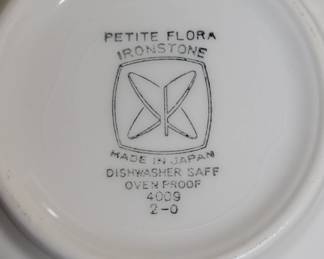 PETITE FLORA
IRONSTONE
MADE IN JAPAN
DISHWASHER SAFE
OVEN PROOF
4009
2-0